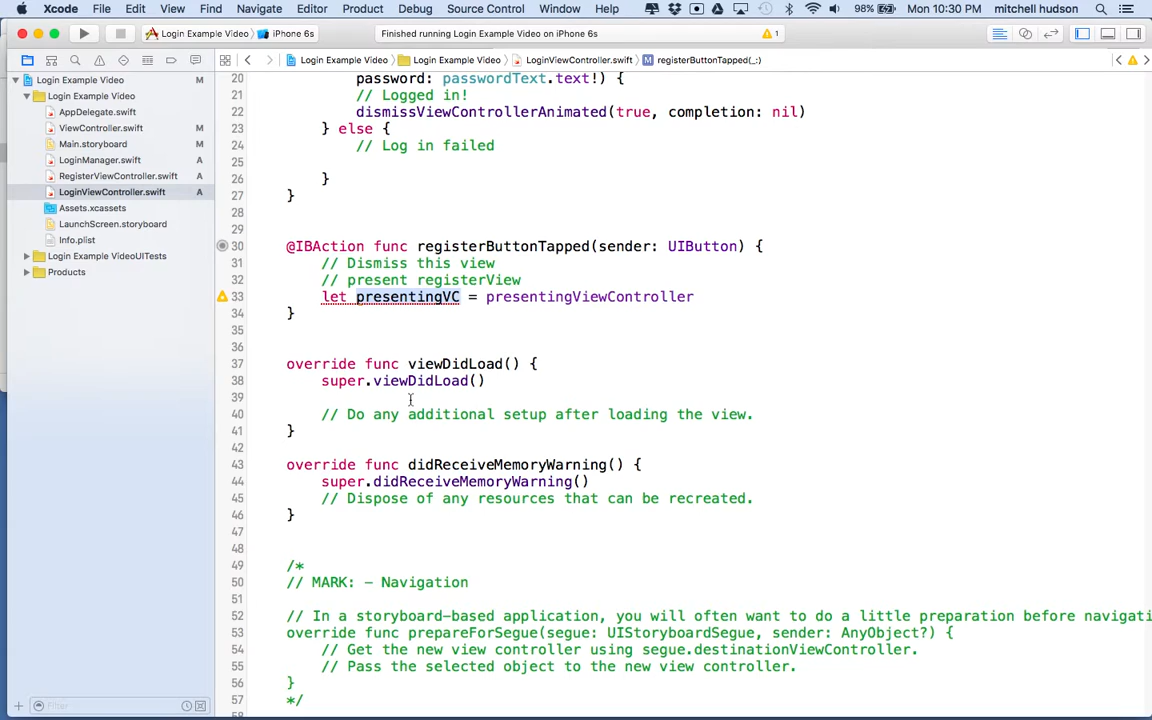 Xcode File Edit View Find Navigate Editor Product Debug Source Control Window Help 98% Mon 10:30 PM mitchell hudson
Login Example Video iPhone 6s Finished running Login Example Video on iPhone 6s 1
Login Example Video M
Login Example Video
AppDelegate.swift
ViewController.swift M
Main.storyboard M
LoginManager.swift A
RegisterViewController.swift A
LoginViewController.swift A
Assets.xcassets
LaunchScreen.storyboard
Info.plist
Login Example VideoUITests
Products
Filter
Login Example Video Login Example Video LoginViewController.swift M registerButtonTapped(_:)
20 password: passwordText.text!) {
21 // Logged in!
22 dismissViewControllerAnimated(true, completion: nil)
23 } else {
24 // Log in failed
25
26 }
27 }
28
29
30 @IBAction func registerButtonTapped(sender: UIButton) {
31 // Dismiss this view
32 // present registerView
33 let presentingVC = presentingViewController
34 }
35
36
37 override func viewDidLoad() {
38 super.viewDidLoad()
39
40 // Do any additional setup after loading the view.
41 }
42
43 override func didReceiveMemoryWarning() {
44 super.didReceiveMemoryWarning()
45 // Dispose of any resources that can be recreated.
46 }
47
48
49 /*
50 // MARK: - Navigation
51
52 // In a storyboard-based application, you will often want to do a little preparation before navigati
53 override func prepareForSegue(segue: UIStoryboardSegue, sender: AnyObject?) {
54 // Get the new view controller using segue.destinationViewController.
55 // Pass the selected object to the new view controller.
56 }
57 */